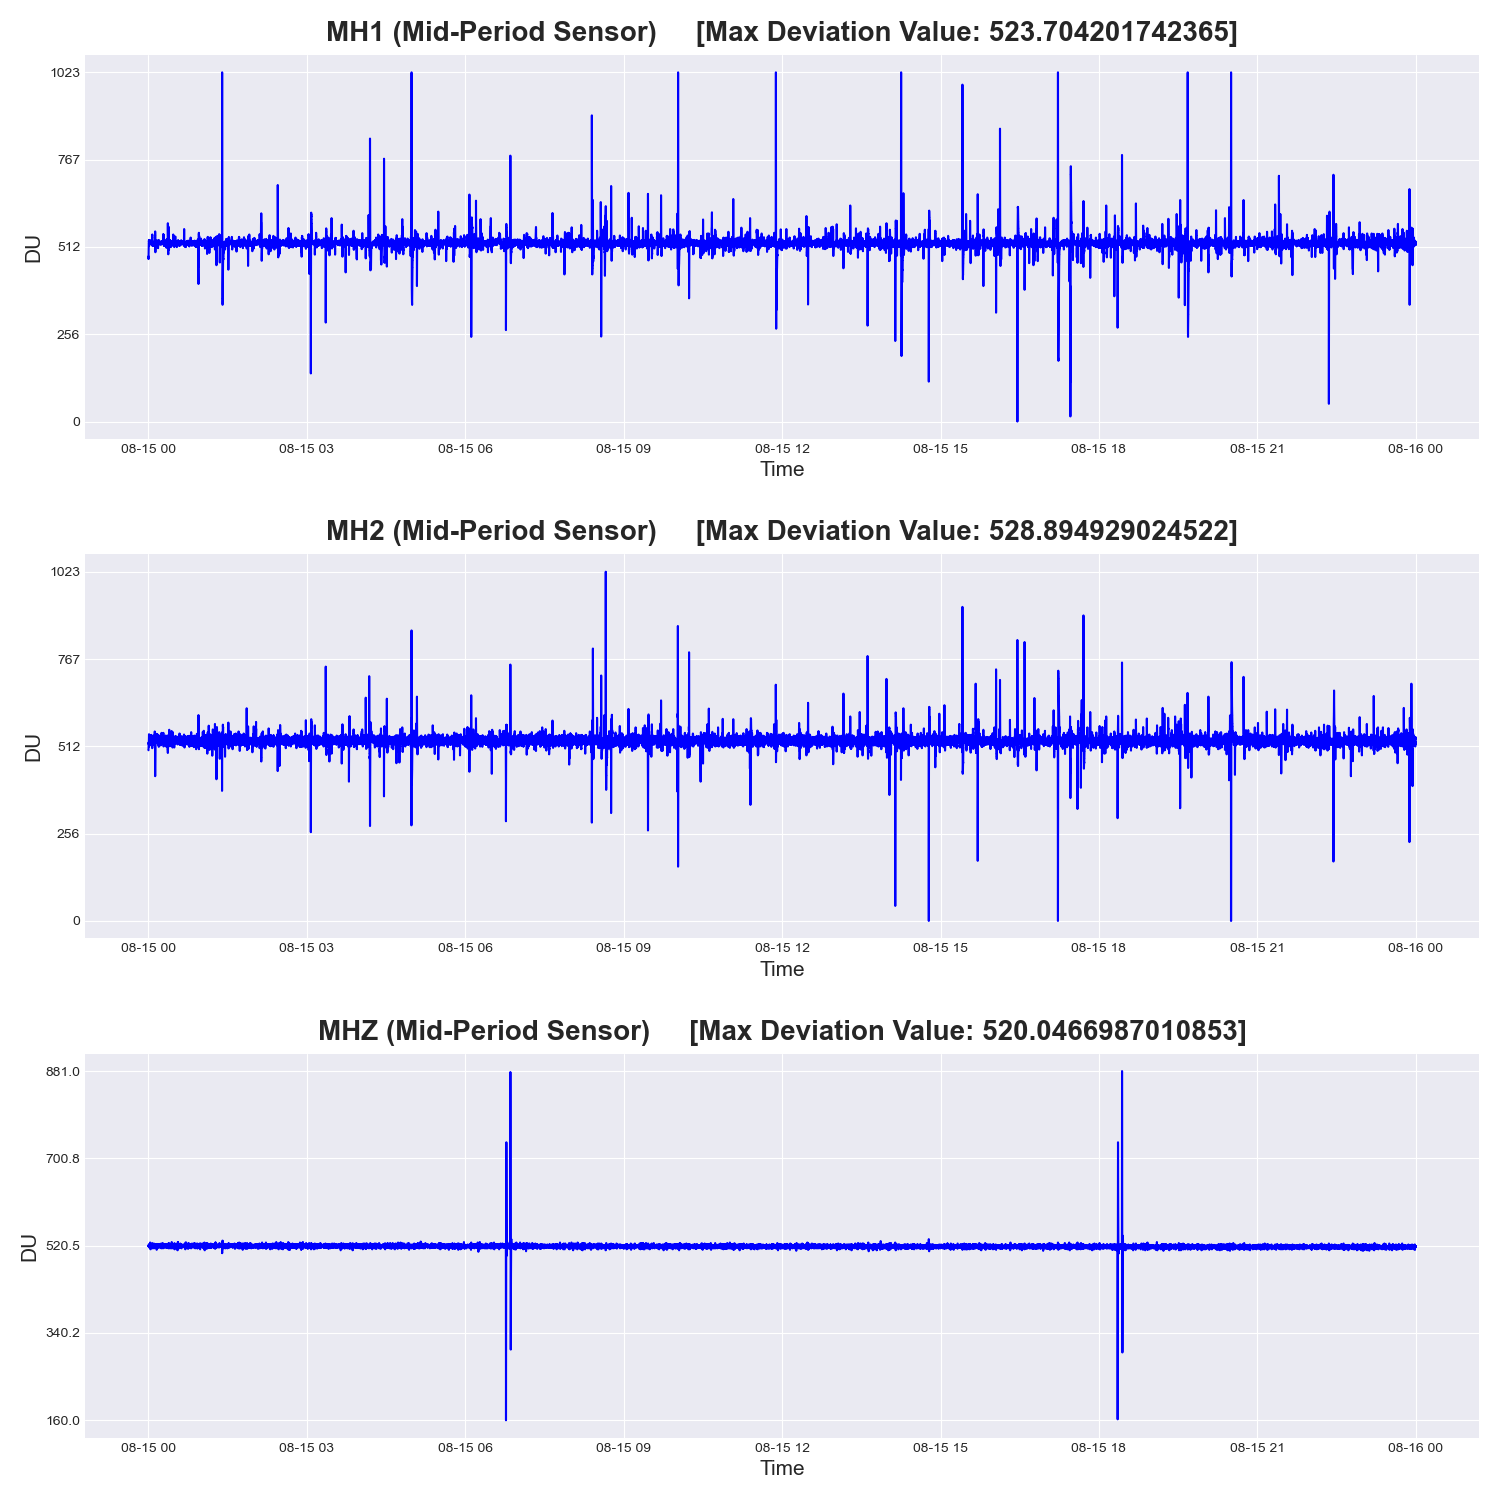 MH1 (Mid-Period Sensor) [Max Deviation Value: 523.704201742365]
1023
767
512
256
0
DU
08-15 00 08-15 03 08-15 06 08-15 09 08-15 12 08-15 15 08-15 18 08-15 21 08-16 00
Time
MH2 (Mid-Period Sensor) [Max Deviation Value: 528.894929024522]
1023
767
512
256
0
DU
08-15 00 08-15 03 08-15 06 08-15 09 08-15 12 08-15 15 08-15 18 08-15 21 08-16 00
Time
MHZ (Mid-Period Sensor) [Max Deviation Value: 520.0466987010853]
881.0
700.8
520.5
340.2
160.0
DU
08-15 00 08-15 03 08-15 06 08-15 09 08-15 12 08-15 15 08-15 18 08-15 21 08-16 00
Time